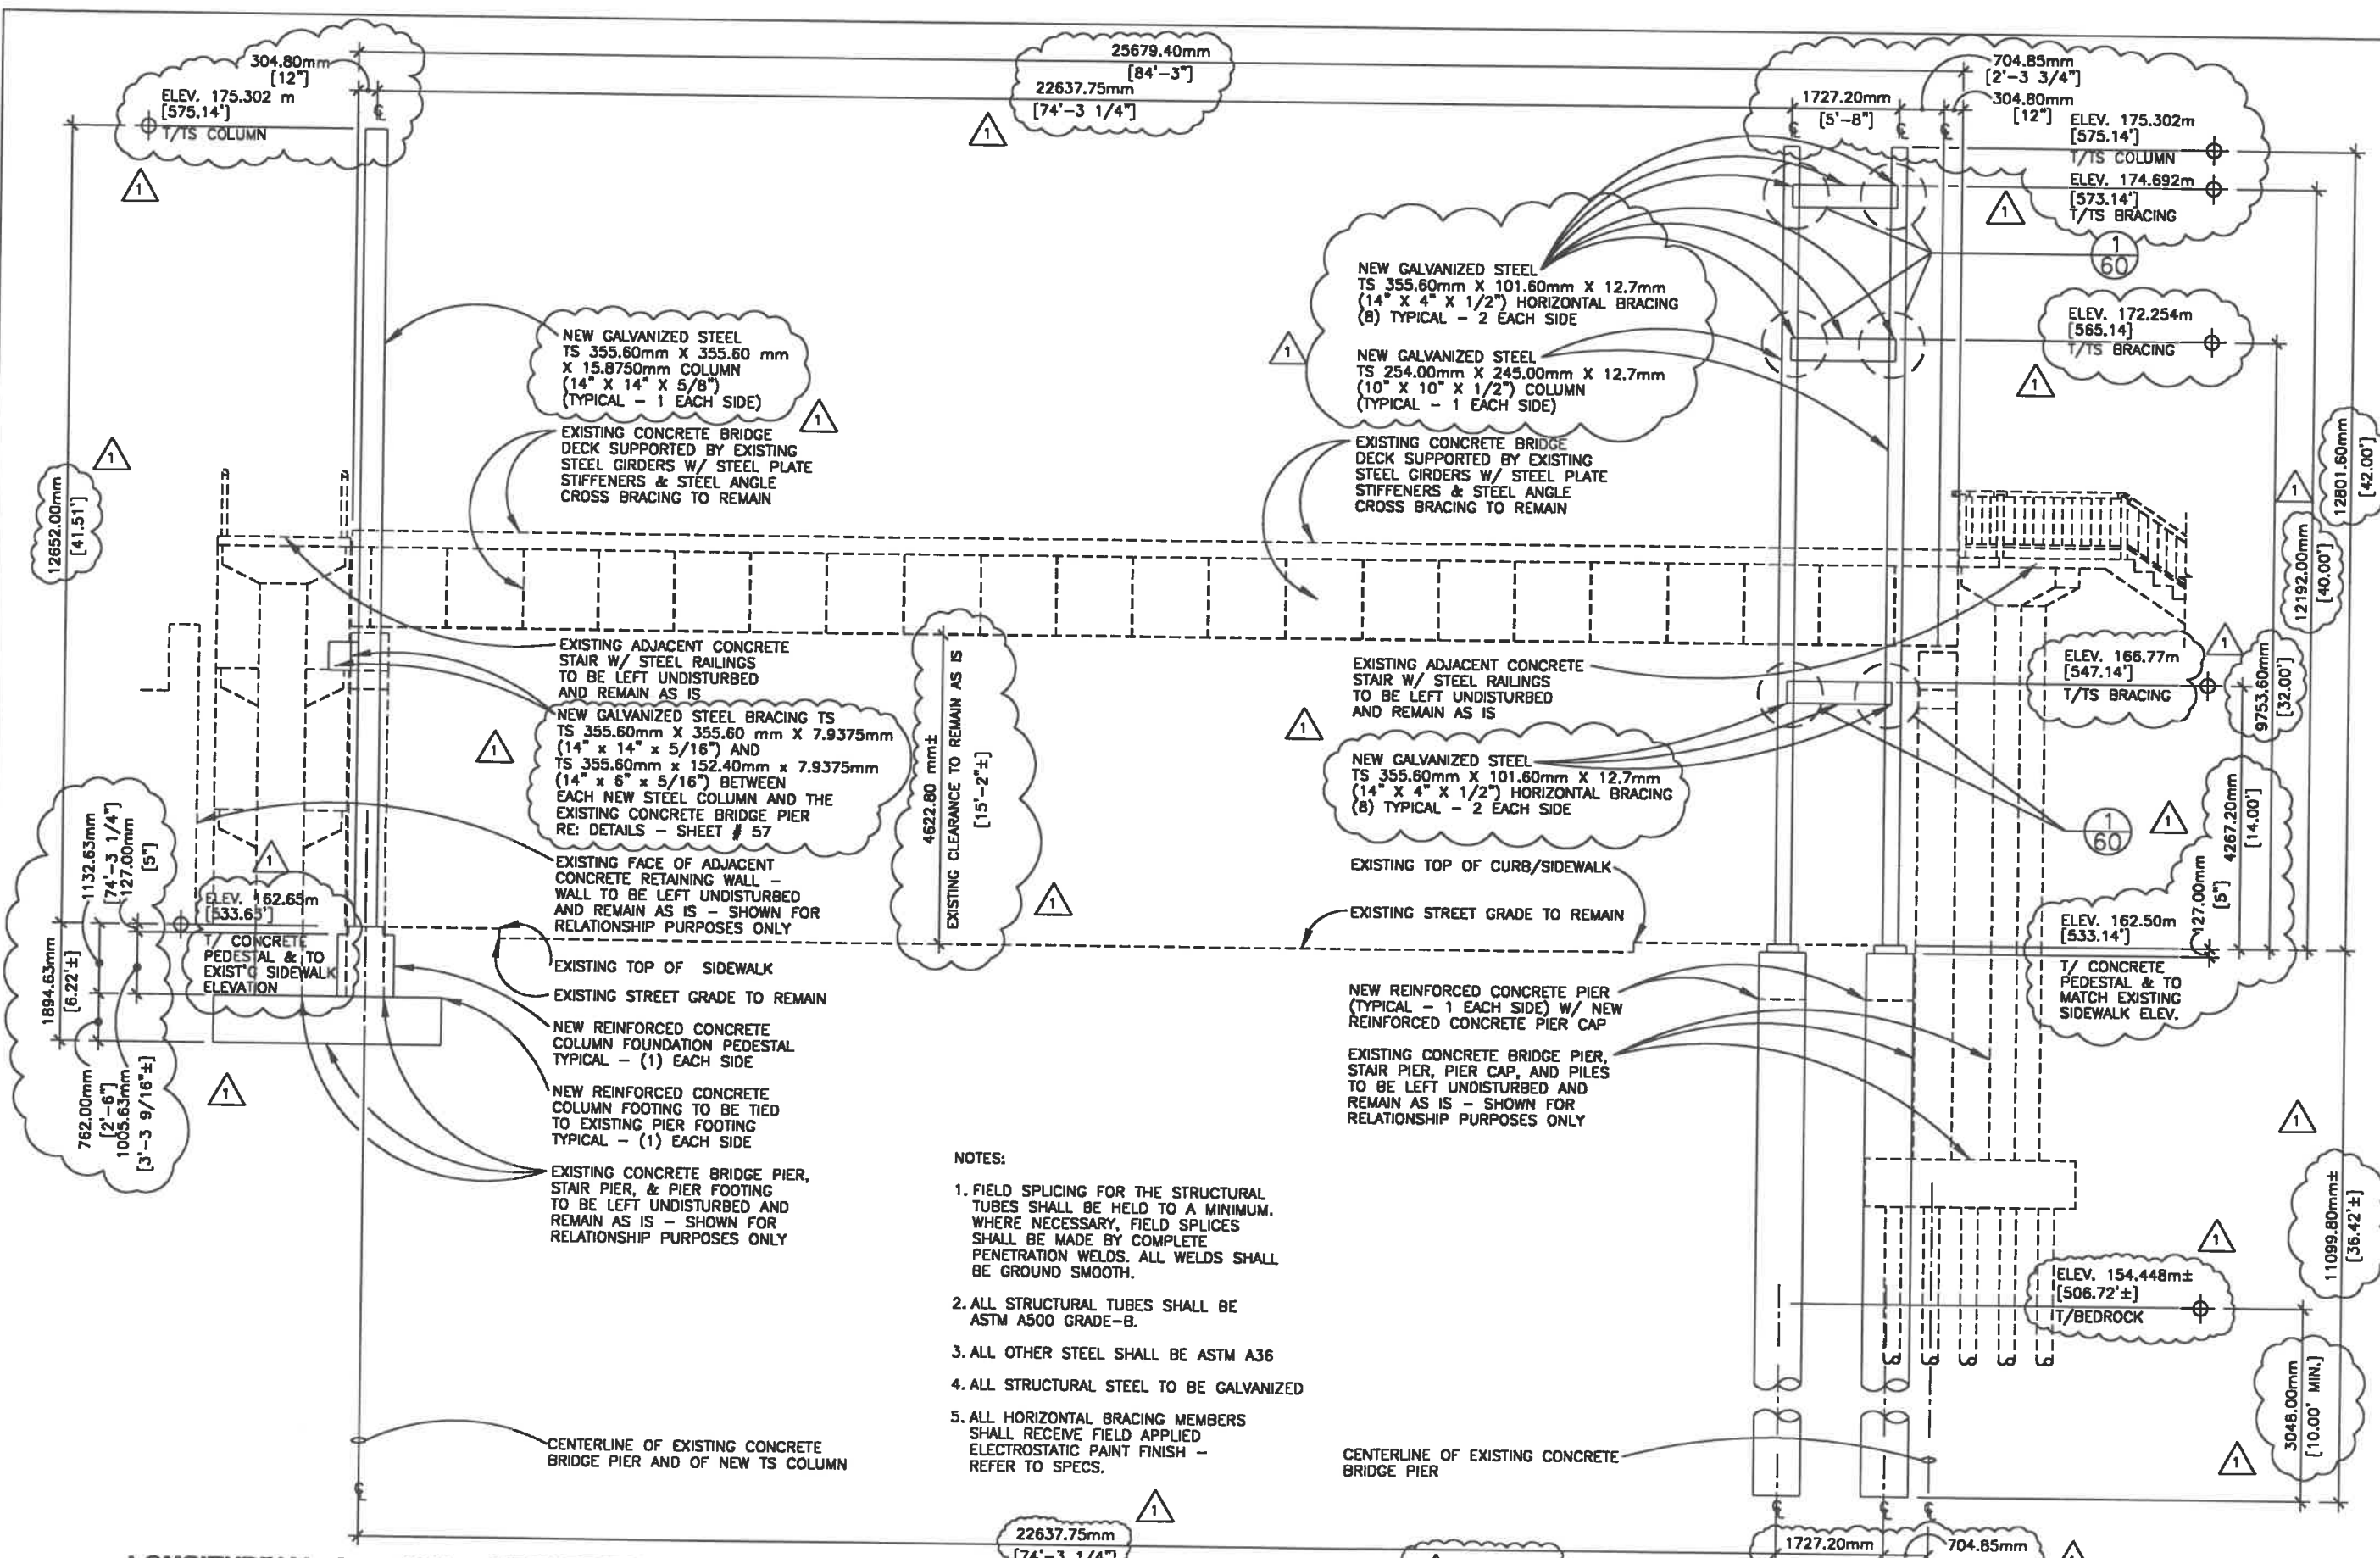 304.80mm
[12"]
ELEV. 175.302 m
[575.14']
T/TS COLUMN
1
25679.40mm
[84'-3"]
22637.75mm
[74'-3 1/4"]
1
704.85mm
[2'-3 3/4"]
1727.20mm
[5'-8"]
304.80mm
[12"]
ELEV. 175.302m
[575.14']
T/TS COLUMN
ELEV. 174.692m
[573.14']
T/TS BRACING
1
1
60
ELEV. 172.254m
[565.14]
T/TS BRACING
1
NEW GALVANIZED STEEL
TS 355.60mm X 355.60 mm
X 15.8750mm COLUMN
(14" X 14" X 5/8")
(TYPICAL - 1 EACH SIDE)
1
EXISTING CONCRETE BRIDGE
DECK SUPPORTED BY EXISTING
STEEL GIRDERS W/ STEEL PLATE
STIFFENERS & STEEL ANGLE
CROSS BRACING TO REMAIN
NEW GALVANIZED STEEL
TS 355.60mm X 101.60mm X 12.7mm
(14" X 4" X 1/2") HORIZONTAL BRACING
(8) TYPICAL - 2 EACH SIDE
NEW GALVANIZED STEEL
TS 254.00mm X 245.00mm X 12.7mm
(10" X 10" X 1/2") COLUMN
(TYPICAL - 1 EACH SIDE)
1
EXISTING CONCRETE BRIDGE
DECK SUPPORTED BY EXISTING
STEEL GIRDERS W/ STEEL PLATE
STIFFENERS & STEEL ANGLE
CROSS BRACING TO REMAIN
12652.00mm
[41.51']
1
12801.60mm
[42.00']
1
12192.00mm
[40.00']
9753.60mm
[32.00']
4267.20mm
[14.00']
127.00mm
[5"]
EXISTING ADJACENT CONCRETE
STAIR W/ STEEL RAILINGS
TO BE LEFT UNDISTURBED
AND REMAIN AS IS
NEW GALVANIZED STEEL BRACING TS
TS 355.60mm X 355.60 mm X 7.9375mm
(14" x 14" x 5/16") AND
TS 355.60mm x 152.40mm x 7.9375mm
(14" x 6" x 5/16") BETWEEN
EACH NEW STEEL COLUMN AND THE
EXISTING CONCRETE BRIDGE PIER
RE: DETAILS - SHEET # 57
1
4622.80 mm±
EXISTING CLEARANCE TO REMAIN AS IS
[15'-2"±]
1
EXISTING ADJACENT CONCRETE
STAIR W/ STEEL RAILINGS
TO BE LEFT UNDISTURBED
AND REMAIN AS IS
1
NEW GALVANIZED STEEL
TS 355.60mm X 101.60mm X 12.7mm
(14" X 4" X 1/2") HORIZONTAL BRACING
(8) TYPICAL - 2 EACH SIDE
ELEV. 166.77m
[547.14']
T/TS BRACING
1
1
60
1
1132.63mm
[74'-3 1/4"]
127.00mm
[5"]
1894.63mm
[6.22'±]
762.00mm
[2'-6"]
1005.63mm
[3'-3 9/16"±]
1
1
ELEV. 162.65m
[533.63']
T/ CONCRETE
PEDESTAL & TO
EXIST'G SIDEWALK
ELEVATION
EXISTING FACE OF ADJACENT
CONCRETE RETAINING WALL -
WALL TO BE LEFT UNDISTURBED
AND REMAIN AS IS - SHOWN FOR
RELATIONSHIP PURPOSES ONLY
EXISTING TOP OF SIDEWALK
EXISTING STREET GRADE TO REMAIN
NEW REINFORCED CONCRETE
COLUMN FOUNDATION PEDESTAL
TYPICAL - (1) EACH SIDE
NEW REINFORCED CONCRETE
COLUMN FOOTING TO BE TIED
TO EXISTING PIER FOOTING
TYPICAL - (1) EACH SIDE
EXISTING CONCRETE BRIDGE PIER,
STAIR PIER, & PIER FOOTING
TO BE LEFT UNDISTURBED AND
REMAIN AS IS - SHOWN FOR
RELATIONSHIP PURPOSES ONLY
EXISTING TOP OF CURB/SIDEWALK
EXISTING STREET GRADE TO REMAIN
NEW REINFORCED CONCRETE PIER
(TYPICAL - 1 EACH SIDE) W/ NEW
REINFORCED CONCRETE PIER CAP
EXISTING CONCRETE BRIDGE PIER,
STAIR PIER, PIER CAP, AND PILES
TO BE LEFT UNDISTURBED AND
REMAIN AS IS - SHOWN FOR
RELATIONSHIP PURPOSES ONLY
ELEV. 162.50m
[533.14']
T/ CONCRETE
PEDESTAL & TO
MATCH EXISTING
SIDEWALK ELEV.
1
11099.80mm±
[36.42'±]
1
ELEV. 154.448m±
[506.72'±]
T/BEDROCK
3048.00mm
[10.00' MIN.]
1
NOTES:
1. FIELD SPLICING FOR THE STRUCTURAL
TUBES SHALL BE HELD TO A MINIMUM.
WHERE NECESSARY, FIELD SPLICES
SHALL BE MADE BY COMPLETE
PENETRATION WELDS. ALL WELDS SHALL
BE GROUND SMOOTH.
2. ALL STRUCTURAL TUBES SHALL BE
ASTM A500 GRADE-B.
3. ALL OTHER STEEL SHALL BE ASTM A36
4. ALL STRUCTURAL STEEL TO BE GALVANIZED
5. ALL HORIZONTAL BRACING MEMBERS
SHALL RECEIVE FIELD APPLIED
ELECTROSTATIC PAINT FINISH -
REFER TO SPECS.
CENTERLINE OF EXISTING CONCRETE
BRIDGE PIER AND OF NEW TS COLUMN
CENTERLINE OF EXISTING CONCRETE
BRIDGE PIER
22637.75mm
[74'-3 1/4"]
1
1727.20mm
704.85mm